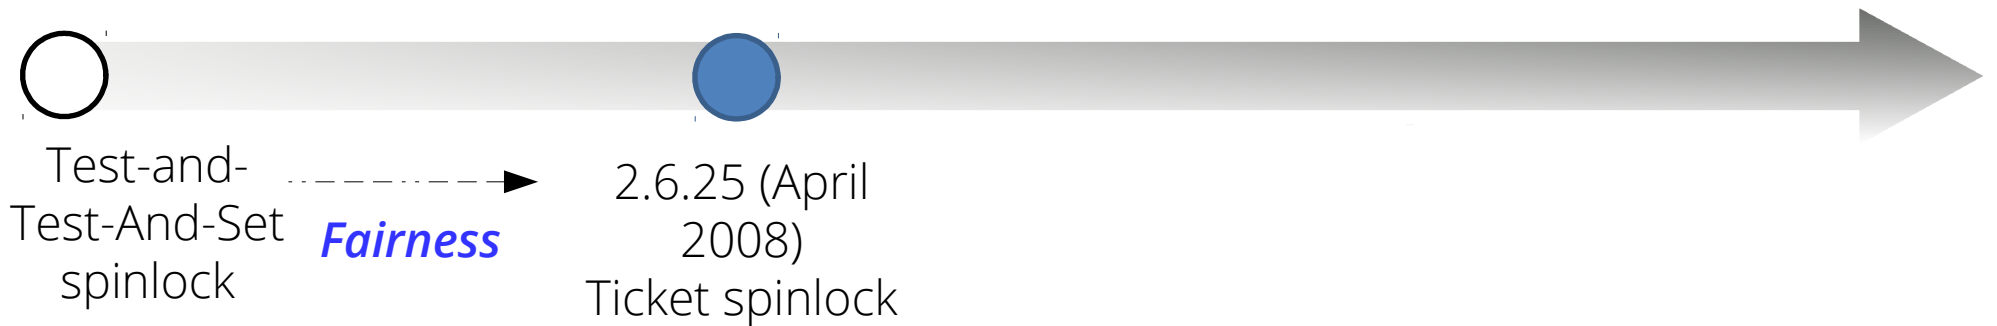 Test-and-
Test-And-Set
spinlock
Fairness
2.6.25 (April
2008)
Ticket spinlock